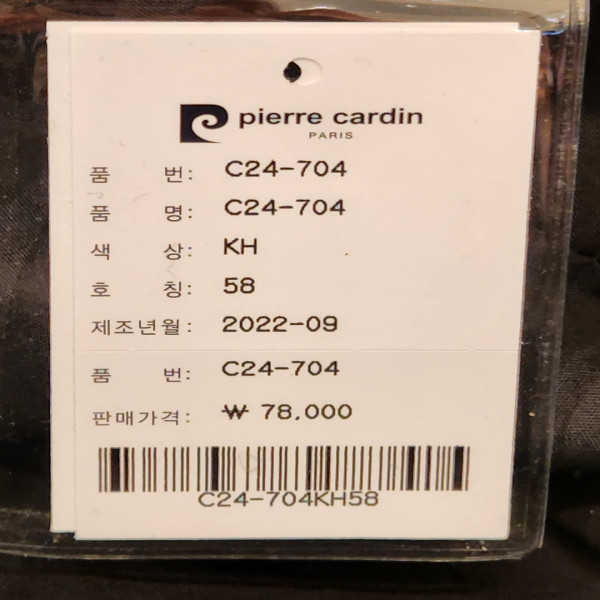 pierre cardin
PARIS
품 번: C24-704
품 명: C24-704
색 상: KH
호 칭: 58
제조년월: 2022-09
품 번: C24-704
판매가격: ₩ 78,000
C24-704KH58